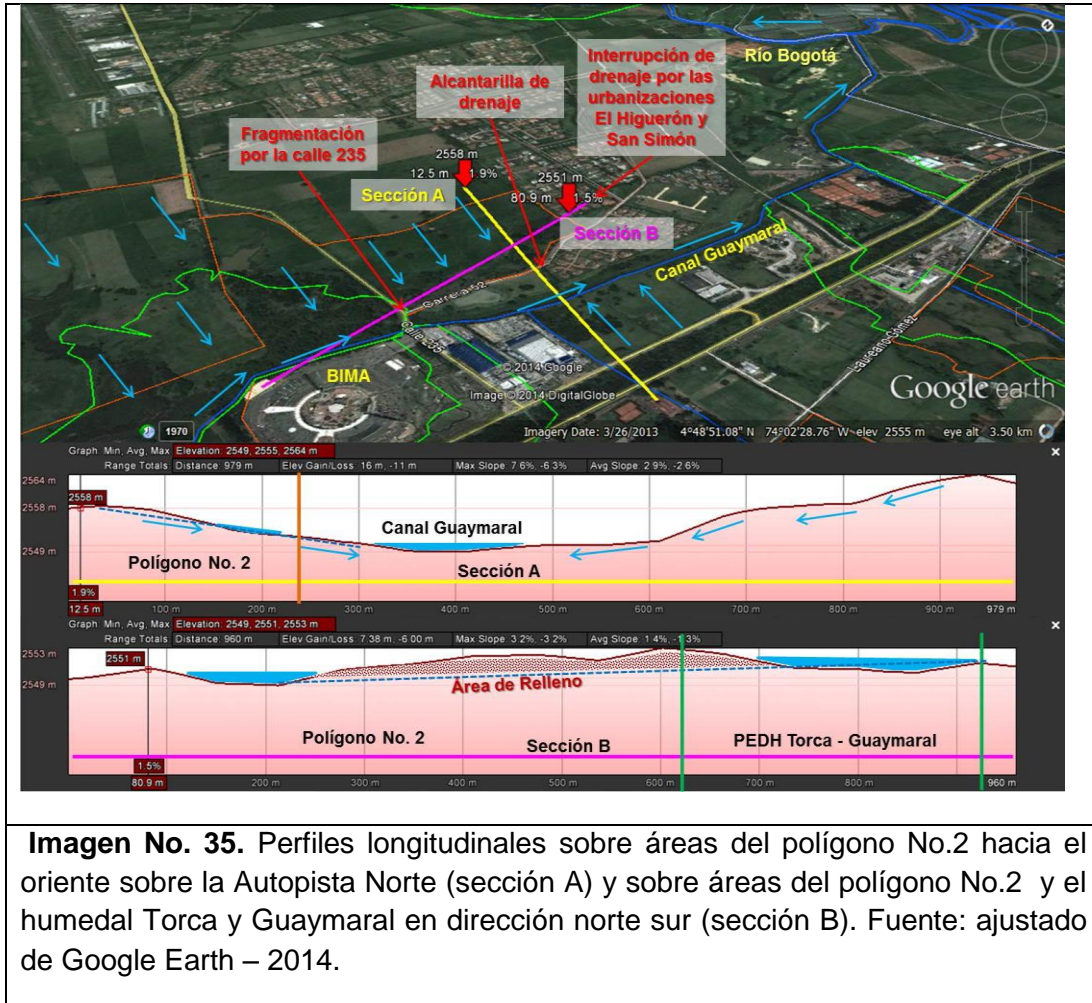 Río Bogotá
Interrupción de
drenaje por las
urbanizaciones
El Higuerón y
San Simón
Alcantarilla de
drenaje
Fragmentación
por la calle 235
2558 m
12.5 m 1.9%
Sección A
2551 m
80.9 m 1.5%
Sección B
Canal Guaymaral
Carrera 52
Calle 235
BIMA
Laureano Gómez
© 2014 Google
Image © 2014 DigitalGlobe
Google earth
1970
Imagery Date: 3/26/2013 4°48'51.08" N 74°02'28.76" W elev 2555 m eye alt 3.50 km
Graph: Min, Avg, Max Elevation: 2549, 2555, 2564 m
Range Totals: Distance: 979 m Elev Gain/Loss: 16 m, -11 m Max Slope: 7.6%, -6.3% Avg Slope: 2.9%, -2.6%
2564 m
2558 m
2558 m
2549 m
Canal Guaymaral
Polígono No. 2
Sección A
1.9%
12.5 m 100 m 200 m 300 m 400 m 500 m 600 m 700 m 800 m 900 m 979 m
Graph: Min, Avg, Max Elevation: 2549, 2551, 2553 m
Range Totals: Distance: 960 m Elev Gain/Loss: 7.38 m, -6.00 m Max Slope: 3.2%, -3.2% Avg Slope: 1.4%, -1.3%
2553 m
2551 m
2549 m
Área de Relleno
Polígono No. 2
Sección B
PEDH Torca - Guaymaral
1.5%
80.9 m 200 m 300 m 400 m 500 m 600 m 700 m 800 m 960 m
Imagen No. 35. Perfiles longitudinales sobre áreas del polígono No.2 hacia el
oriente sobre la Autopista Norte (sección A) y sobre áreas del polígono No.2 y el
humedal Torca y Guaymaral en dirección norte sur (sección B). Fuente: ajustado
de Google Earth – 2014.